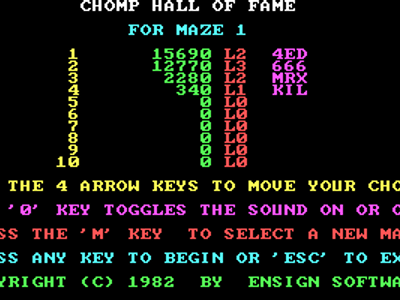 CHOMP HALL OF FAME
FOR MAZE 1
1 15690 L2 4ED
2 12770 L3 666
3 2280 L2 MRX
4 340 L1 KIL
5 0 L0
6 0 L0
7 0 L0
8 0 L0
9 0 L0
10 0 L0
THE 4 ARROW KEYS TO MOVE YOUR CHO
'0' KEY TOGGLES THE SOUND ON OR O
SS THE 'M' KEY TO SELECT A NEW MA
SS ANY KEY TO BEGIN OR 'ESC' TO EX
YRIGHT (C) 1982 BY ENSIGN SOFTWA